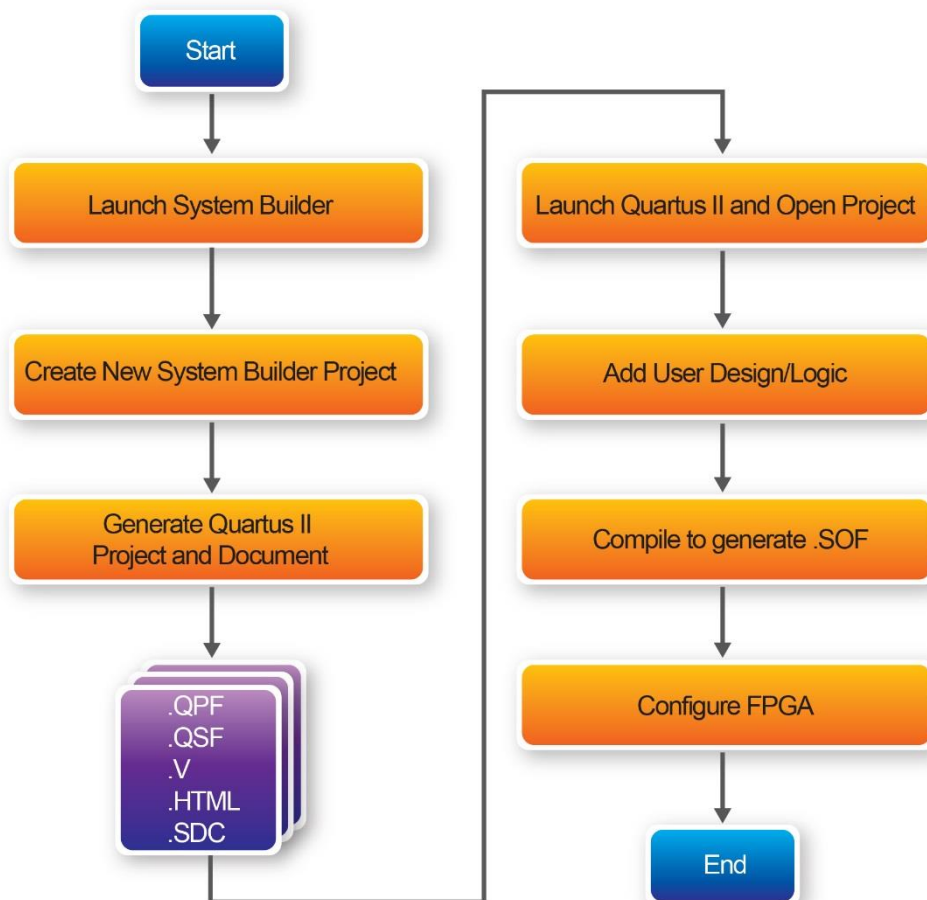 Start
Launch System Builder
Create New System Builder Project
Generate Quartus II
Project and Document
.QPF
.QSF
.V
.HTML
.SDC
Launch Quartus II and Open Project
Add User Design/Logic
Compile to generate .SOF
Configure FPGA
End